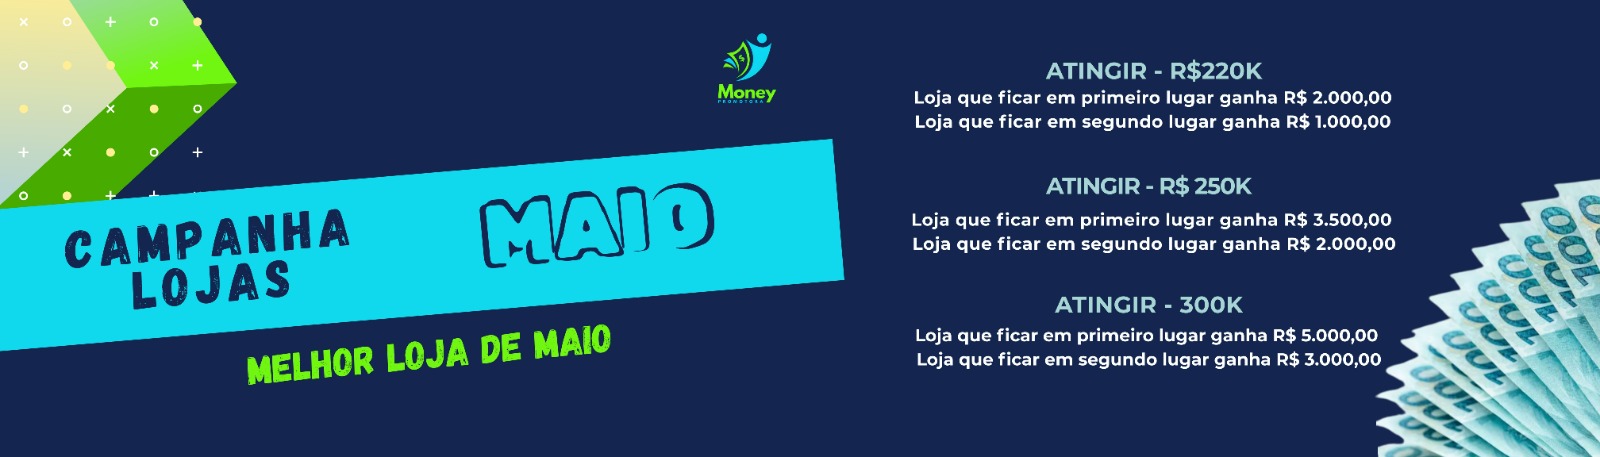 Money
PROMOTORA
CAMPANHA
LOJAS
MAIO
MELHOR LOJA DE MAIO
ATINGIR - R$220K
Loja que ficar em primeiro lugar ganha R$ 2.000,00
Loja que ficar em segundo lugar ganha R$ 1.000,00
ATINGIR - R$ 250K
Loja que ficar em primeiro lugar ganha R$ 3.500,00
Loja que ficar em segundo lugar ganha R$ 2.000,00
ATINGIR - 300K
Loja que ficar em primeiro lugar ganha R$ 5.000,00
Loja que ficar em segundo lugar ganha R$ 3.000,00
100